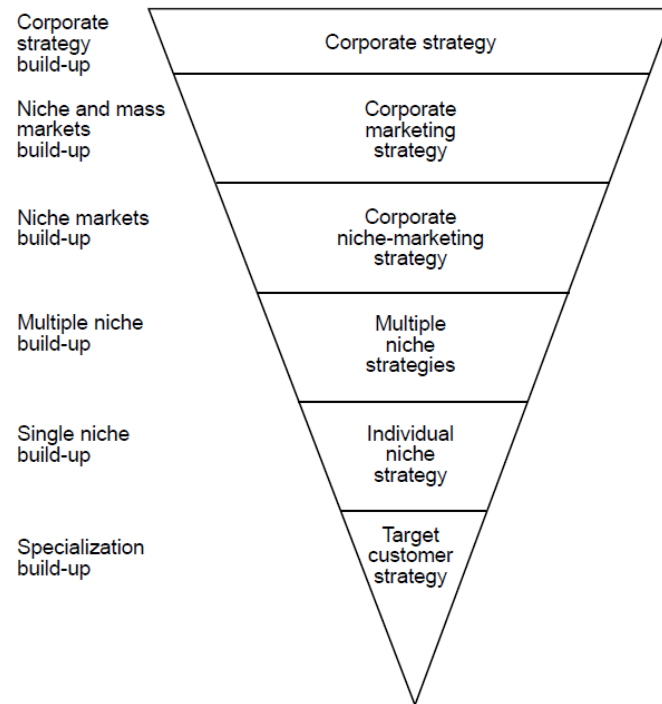 Corporate
strategy
build-up
Corporate strategy
Niche and mass
markets
build-up
Corporate
marketing
strategy
Niche markets
build-up
Corporate
niche-marketing
strategy
Multiple niche
build-up
Multiple
niche
strategies
Single niche
build-up
Individual
niche
strategy
Specialization
build-up
Target
customer
strategy